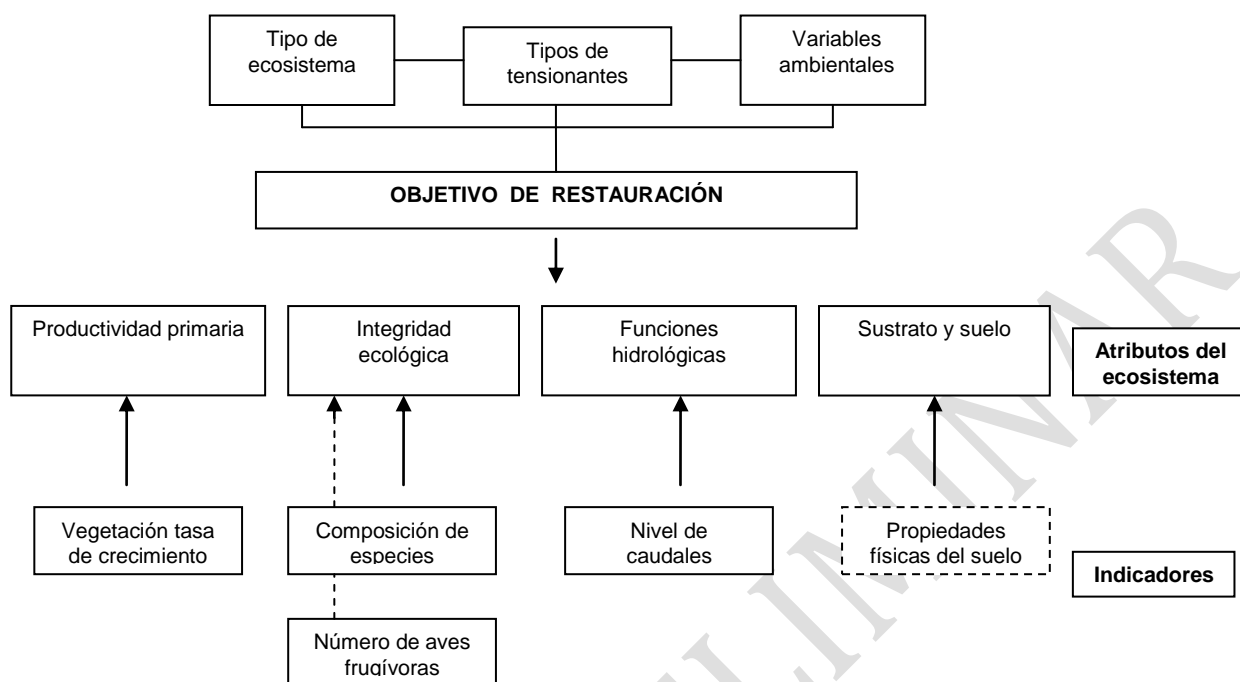 Tipo de
ecosistema
Tipos de
tensionantes
Variables
ambientales
OBJETIVO DE RESTAURACIÓN
Productividad primaria
Integridad
ecológica
Funciones
hidrológicas
Sustrato y suelo
Atributos del
ecosistema
Vegetación tasa
de crecimiento
Composición de
especies
Nivel de
caudales
Propiedades
físicas del suelo
Indicadores
Número de aves
frugívoras
ELIMINAR